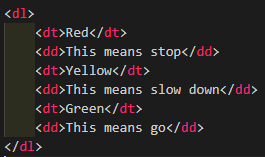 <dl>
    <dt>Red</dt>
    <dd>This means stop</dd>
    <dt>Yellow</dt>
    <dd>This means slow down</dd>
    <dt>Green</dt>
    <dd>This means go</dd>
</dl>